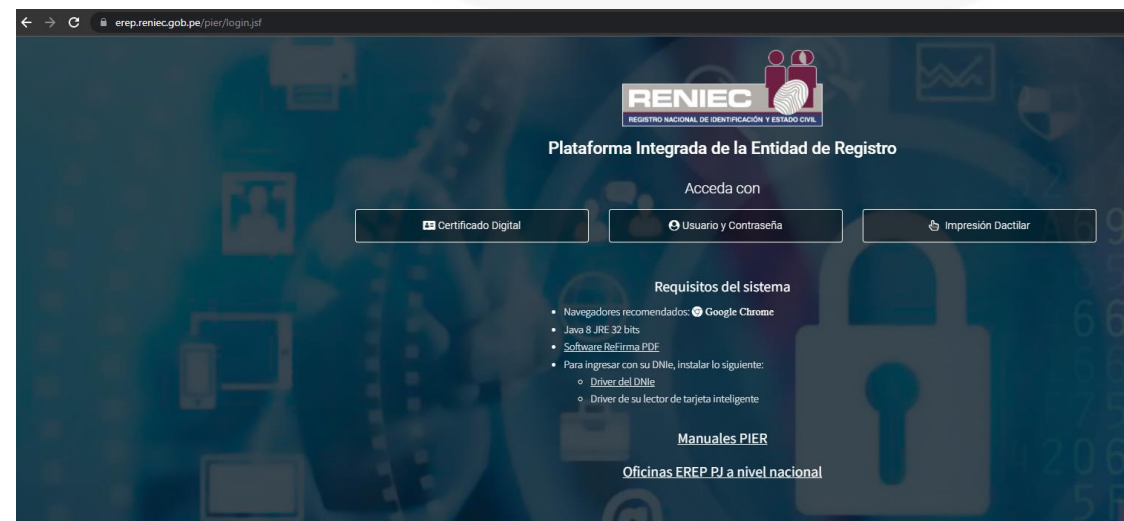 erep.reniec.gob.pe/pier/login.jsf
RENIEC
REGISTRO NACIONAL DE IDENTIFICACIÓN Y ESTADO CIVIL
Plataforma Integrada de la Entidad de Registro
Acceda con
Certificado Digital
Usuario y Contraseña
Impresión Dactilar
Requisitos del sistema
Navegadores recomendados: Google Chrome
Java 8 JRE 32 bits
Software ReFirma PDF
Para ingresar con su DNIe, instalar lo siguiente:
Driver del DNIe
Driver de su lector de tarjeta inteligente
Manuales PIER
Oficinas EREP PJ a nivel nacional